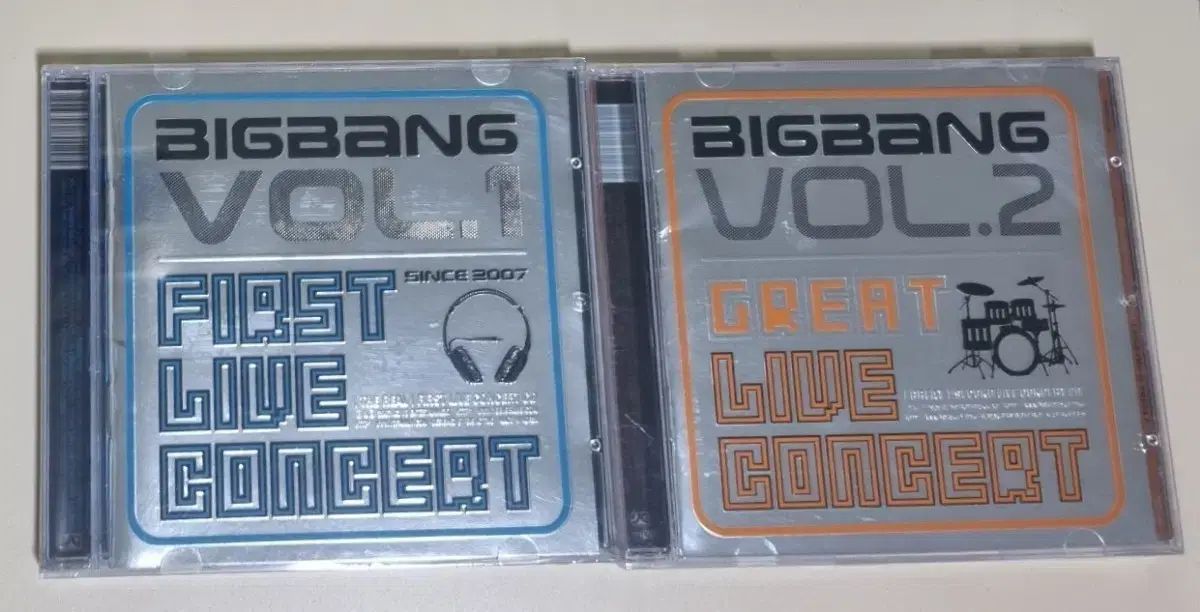 BIGBANG
VOL.1
SINCE 2007
FIRST
LIVE
CONCERT
BIGBANG
VOL.2
GREAT
LIVE
CONCERT